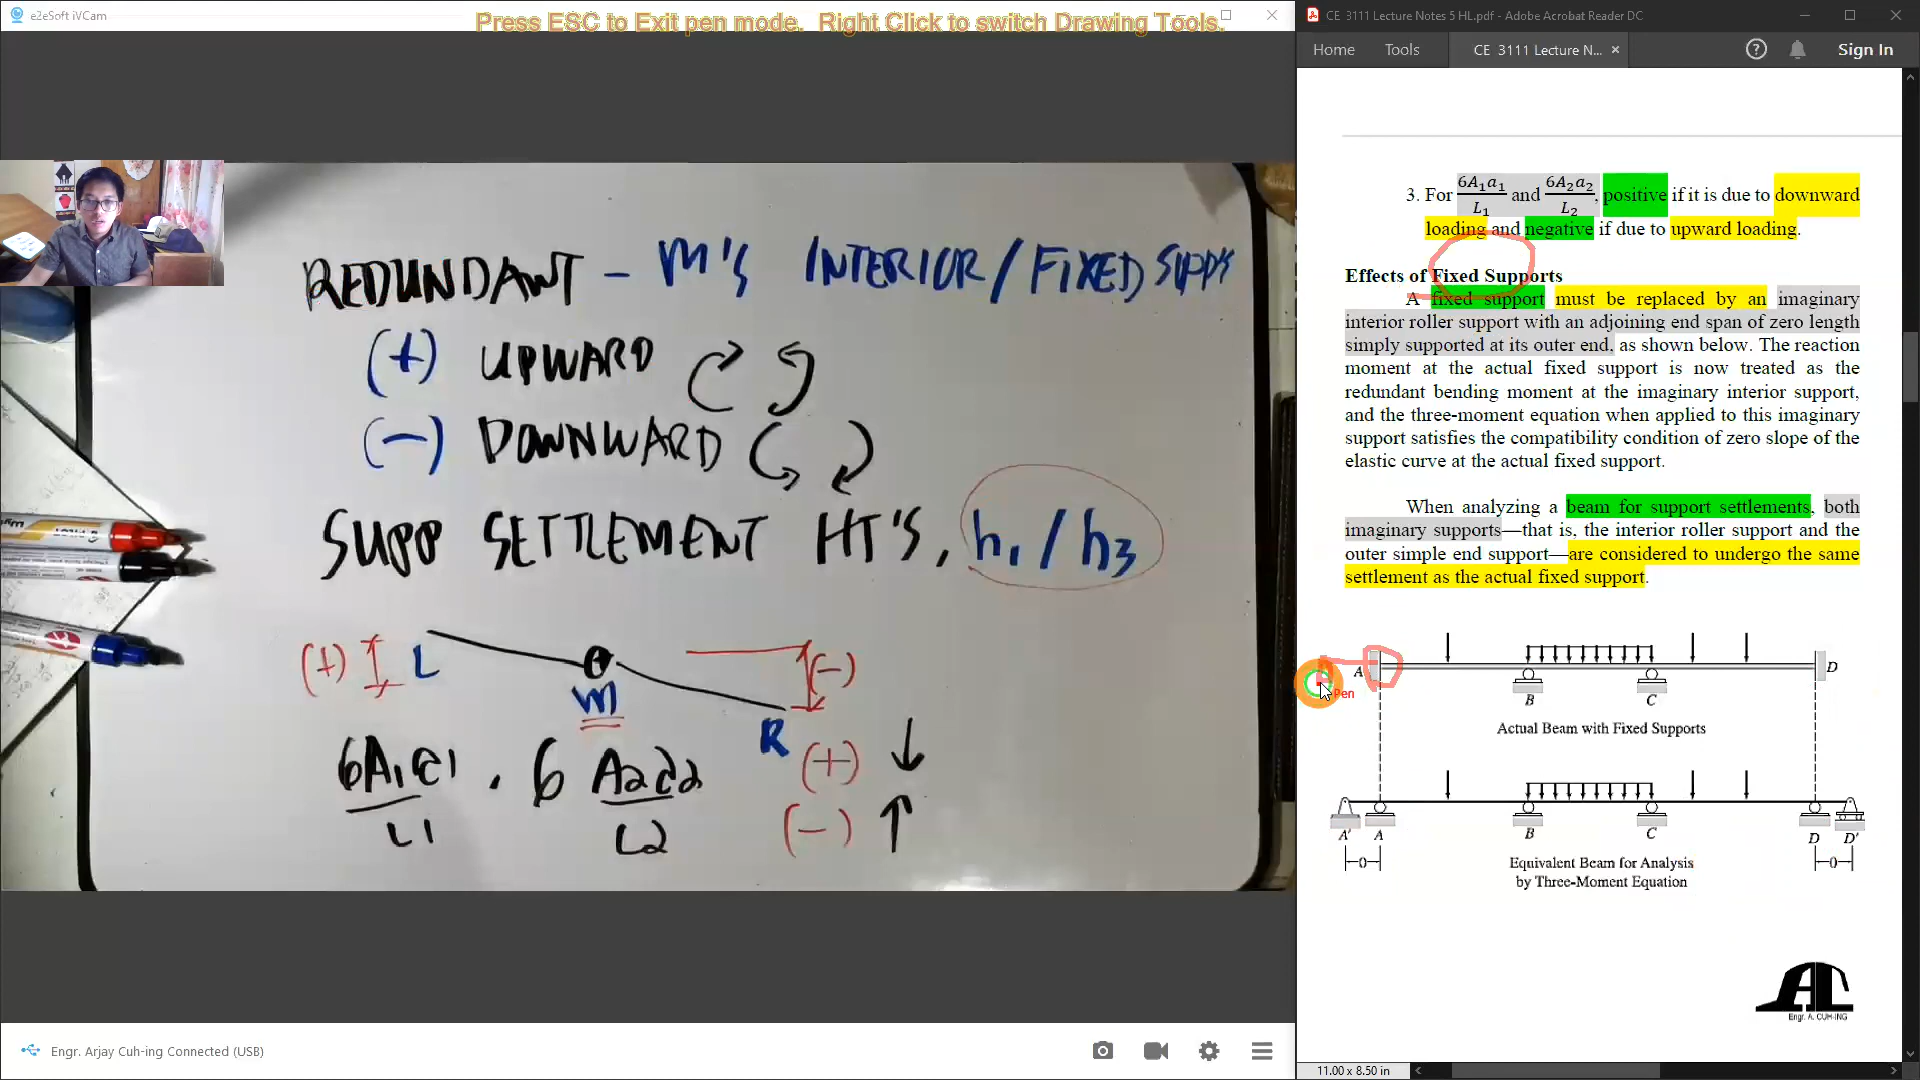 e2eSoft iVCam
Press ESC to Exit pen mode. Right Click to switch Drawing Tools.
REDUNDANT - M's INTERIOR / FIXED SUPP's
(+) UPWARD
(-) DOWNWARD
SUPP SETTLEMENT HT'S, h1 / h3
(+) L (-)
M
R
6A1a1 . 6 A2a2 (+) ↓
L1 L2 (-) ↑
Engr. Arjay Cuh-ing Connected (USB)
CE 3111 Lecture Notes 5 HL.pdf - Adobe Acrobat Reader DC
Home Tools CE 3111 Lecture N... × ? Sign In
3. For 6A₁a₁/L₁ and 6A₂a₂/L₂, positive if it is due to downward
loading and negative if due to upward loading.
Effects of Fixed Supports
A fixed support must be replaced by an imaginary
interior roller support with an adjoining end span of zero length
simply supported at its outer end, as shown below. The reaction
moment at the actual fixed support is now treated as the
redundant bending moment at the imaginary interior support,
and the three-moment equation when applied to this imaginary
support satisfies the compatibility condition of zero slope of the
elastic curve at the actual fixed support.
When analyzing a beam for support settlements, both
imaginary supports—that is, the interior roller support and the
outer simple end support—are considered to undergo the same
settlement as the actual fixed support.
A D
Pen
B C
Actual Beam with Fixed Supports
A' A B C D D'
0 0
Equivalent Beam for Analysis
by Three-Moment Equation
AC
Engr. A. CUH-ING
11.00 x 8.50 in